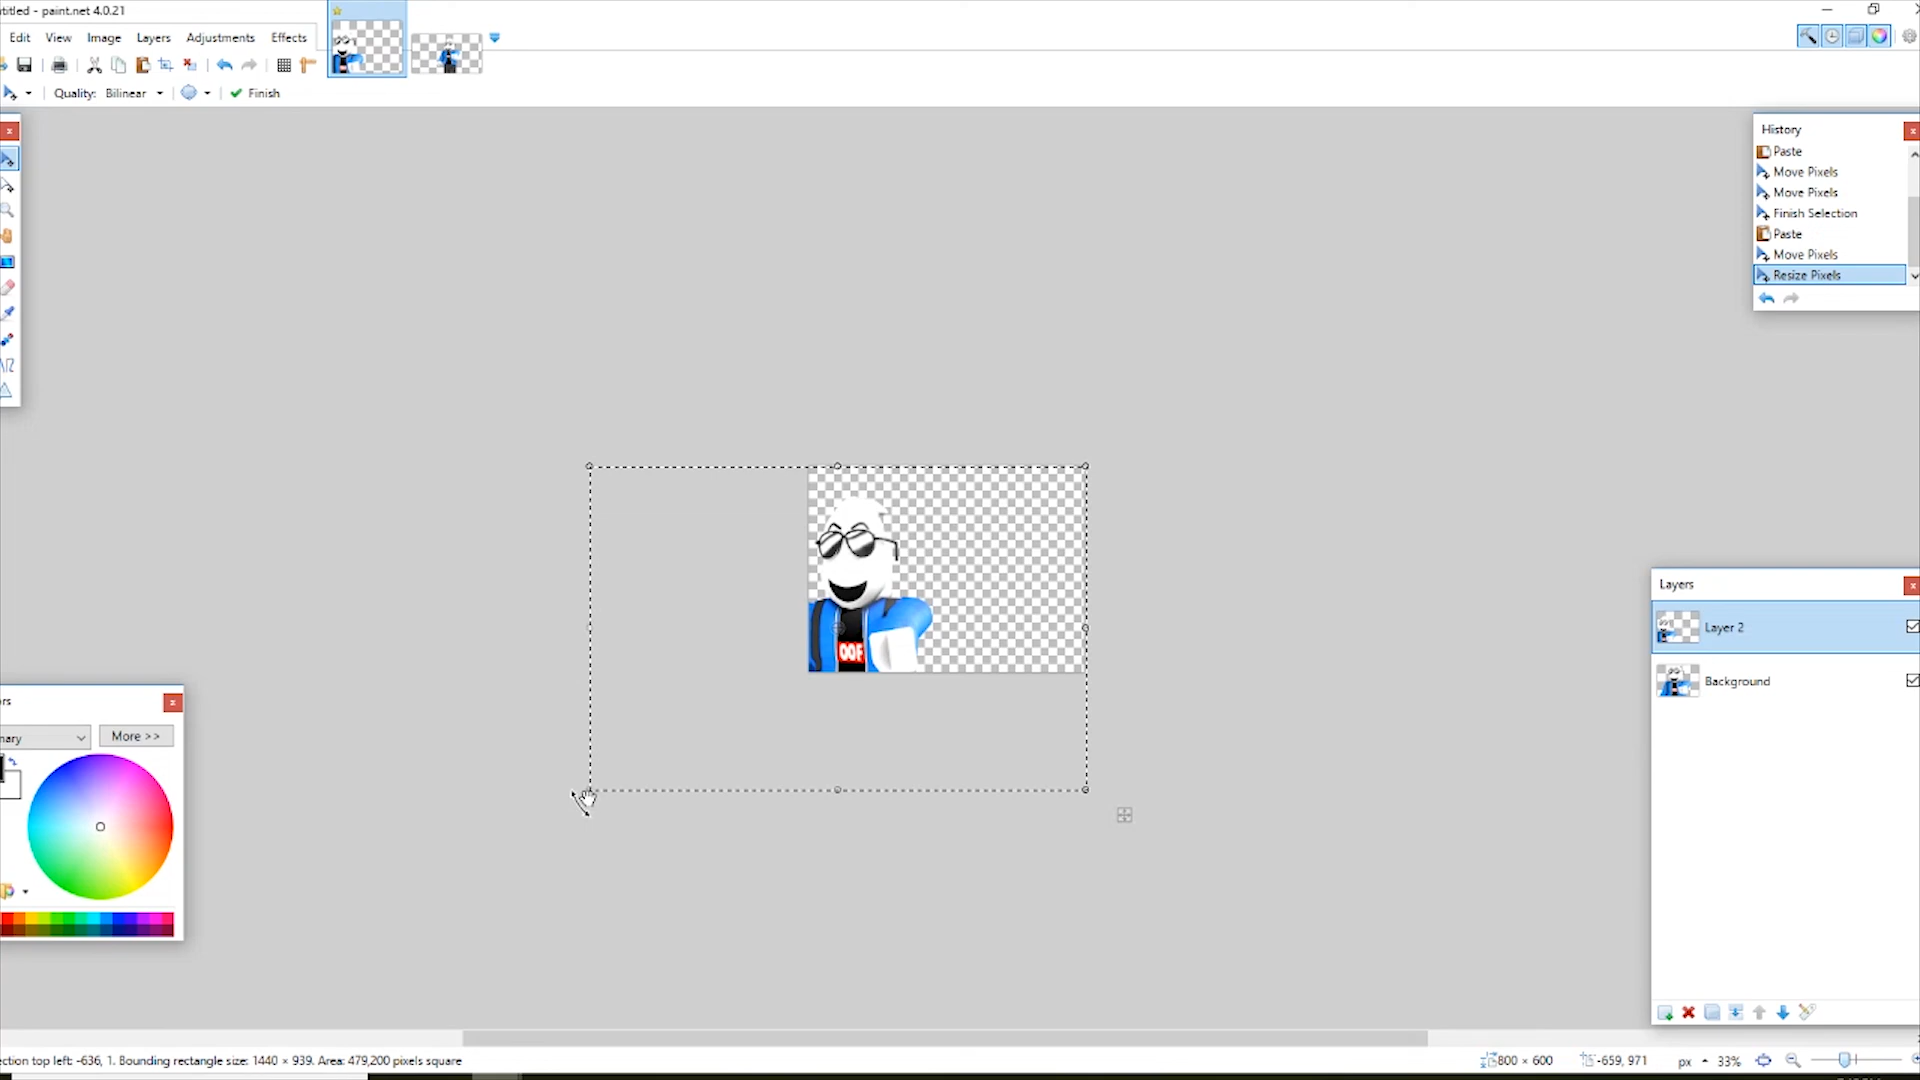 titled - paint.net 4.0.21
Edit View Image Layers Adjustments Effects
Quality: Bilinear Finish
History
Paste
Move Pixels
Move Pixels
Finish Selection
Paste
Move Pixels
Resize Pixels
OOF
Layers
Layer 2
Background
rs
nary
More >>
ction top left: -636, 1. Bounding rectangle size: 1440 × 939. Area: 479,200 pixels square
800 × 600
-659, 971
px
33%